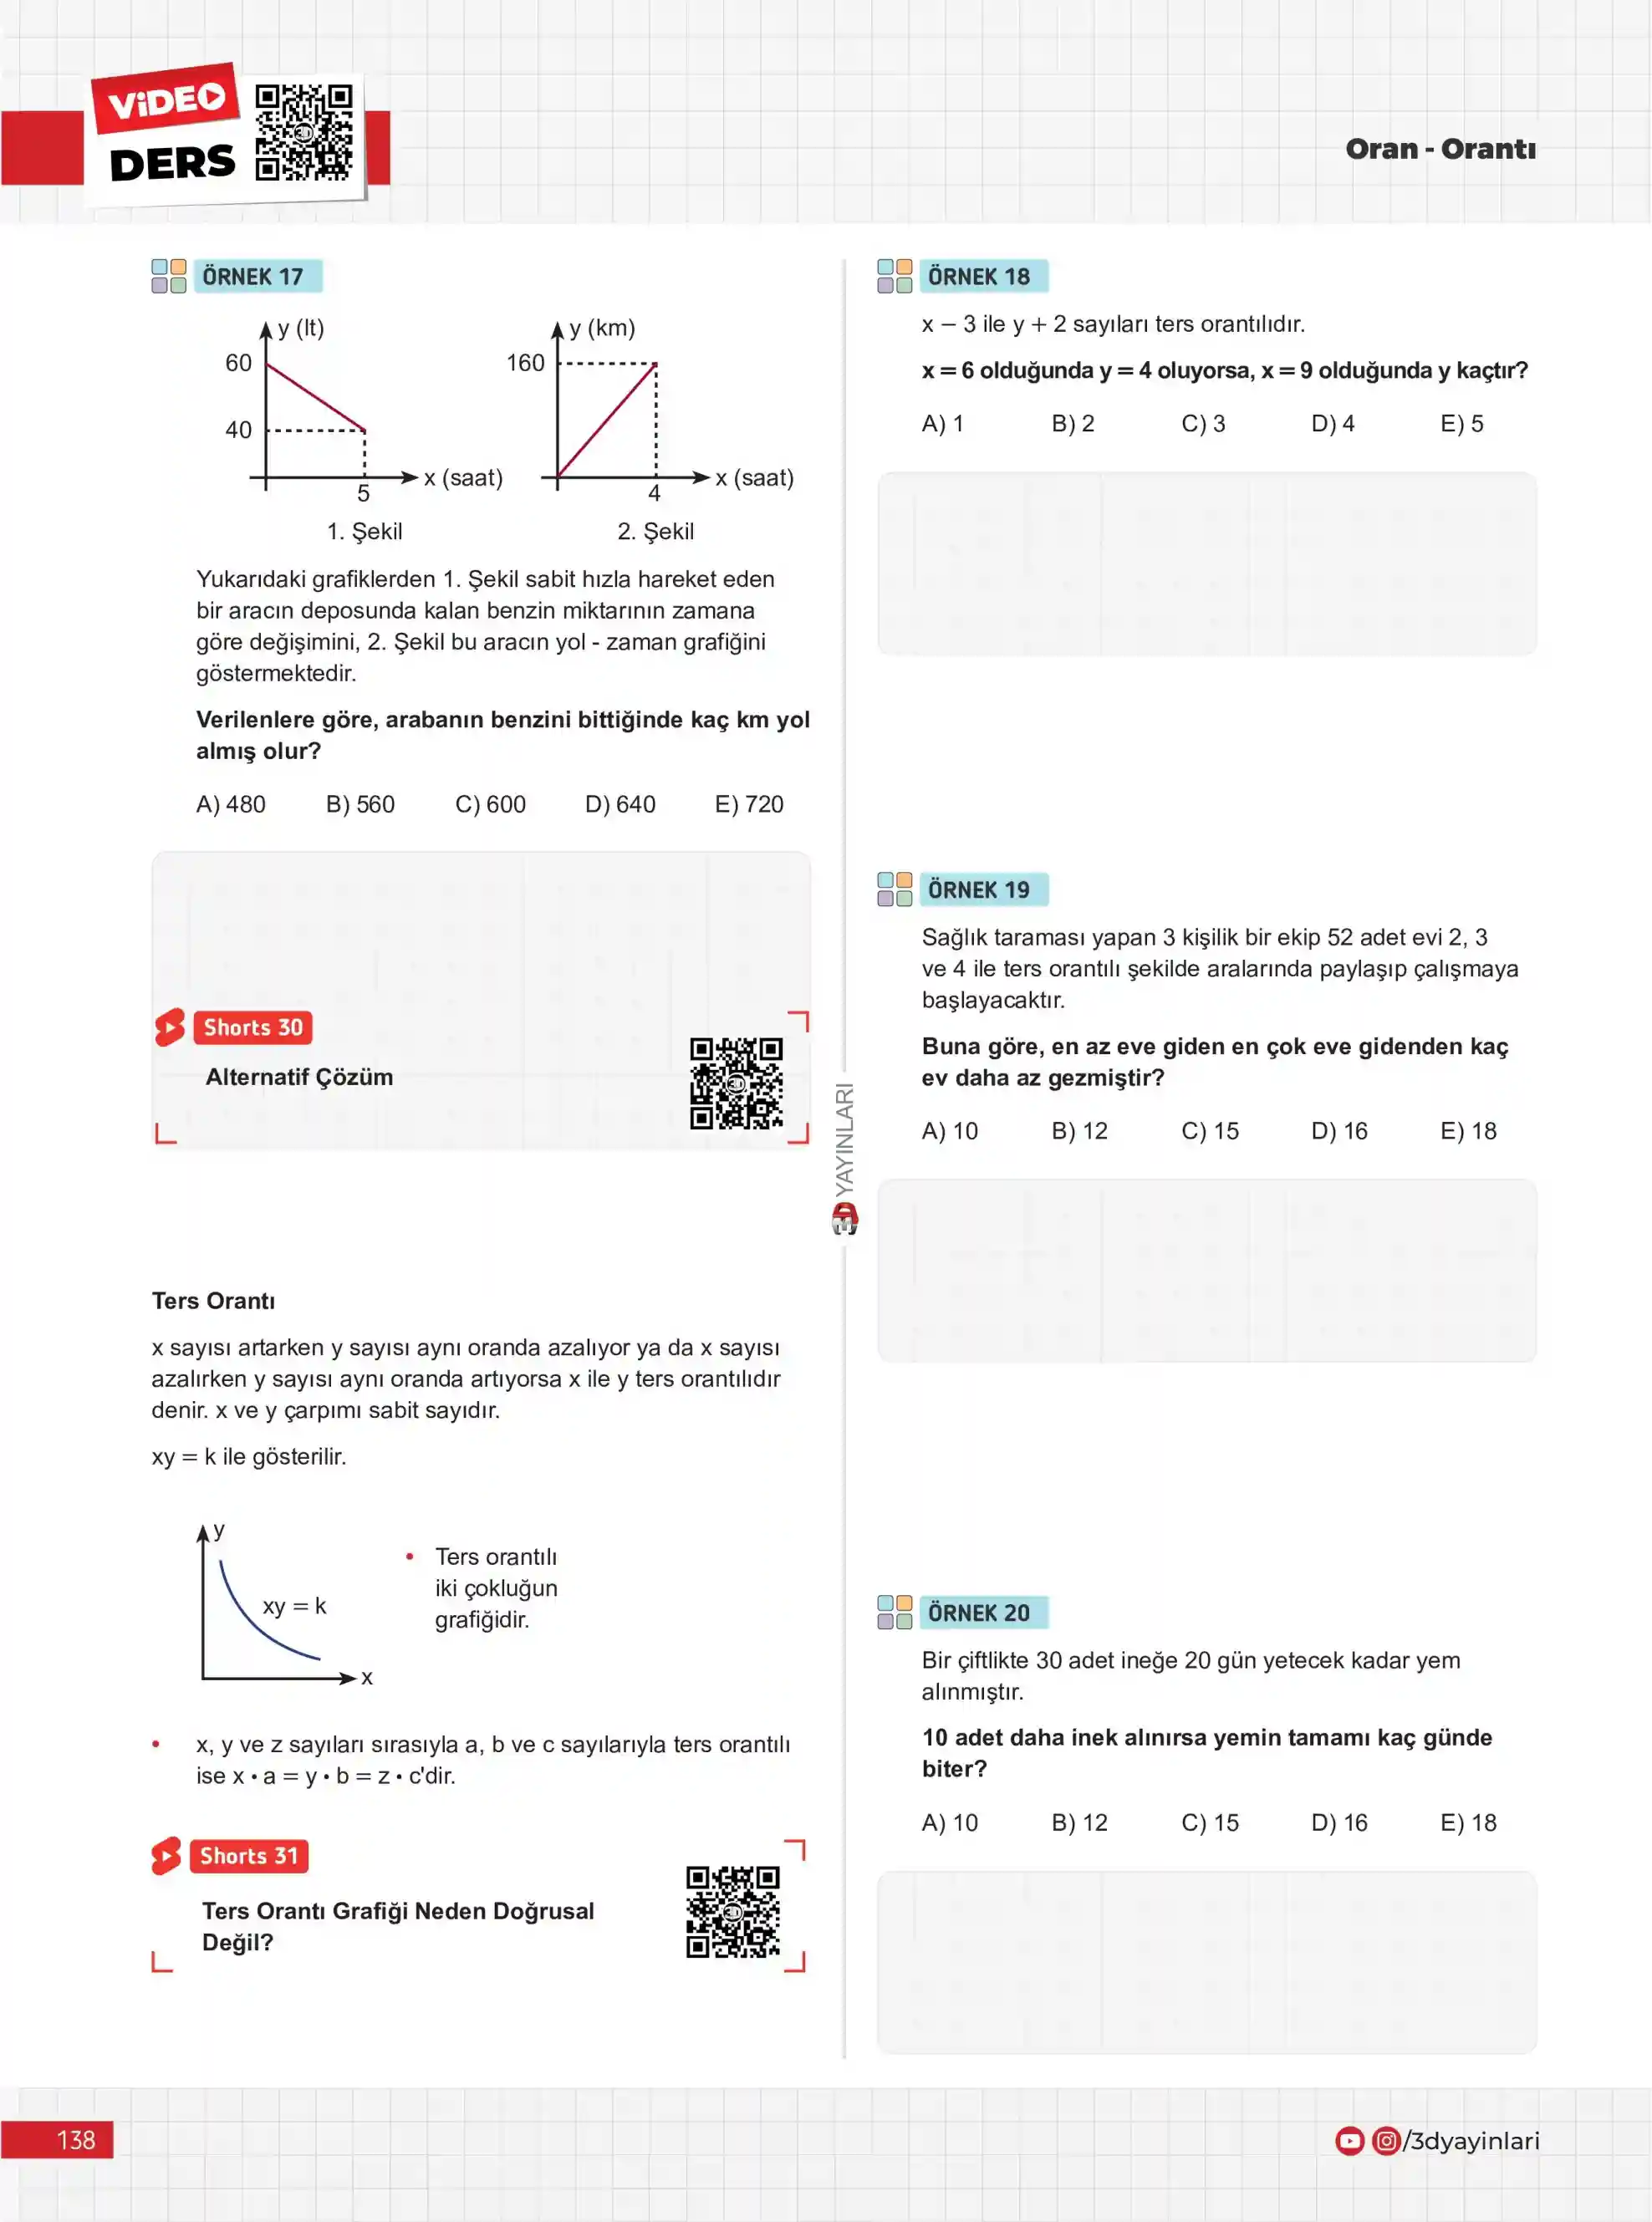 ViDEO
DERS
Oran - Orantı
ÖRNEK 17
y (lt)
60
40
5
x (saat)
1. Şekil
y (km)
160
4
x (saat)
2. Şekil
Yukarıdaki grafiklerden 1. Şekil sabit hızla hareket eden
bir aracın deposunda kalan benzin miktarının zamana
göre değişimini, 2. Şekil bu aracın yol - zaman grafiğini
göstermektedir.
Verilenlere göre, arabanın benzini bittiğinde kaç km yol
almış olur?
A) 480 B) 560 C) 600 D) 640 E) 720
Shorts 30
Alternatif Çözüm
3D
Ters Orantı
x sayısı artarken y sayısı aynı oranda azalıyor ya da x sayısı
azalırken y sayısı aynı oranda artıyorsa x ile y ters orantılıdır
denir. x ve y çarpımı sabit sayıdır.
xy = k ile gösterilir.
y
xy = k
x
• Ters orantılı
iki çokluğun
grafiğidir.
• x, y ve z sayıları sırasıyla a, b ve c sayılarıyla ters orantılı
ise x • a = y • b = z • c'dir.
Shorts 31
Ters Orantı Grafiği Neden Doğrusal
Değil?
3D
YAYINLARI
ÖRNEK 18
x – 3 ile y + 2 sayıları ters orantılıdır.
x = 6 olduğunda y = 4 oluyorsa, x = 9 olduğunda y kaçtır?
A) 1 B) 2 C) 3 D) 4 E) 5
ÖRNEK 19
Sağlık taraması yapan 3 kişilik bir ekip 52 adet evi 2, 3
ve 4 ile ters orantılı şekilde aralarında paylaşıp çalışmaya
başlayacaktır.
Buna göre, en az eve giden en çok eve gidenden kaç
ev daha az gezmiştir?
A) 10 B) 12 C) 15 D) 16 E) 18
ÖRNEK 20
Bir çiftlikte 30 adet ineğe 20 gün yetecek kadar yem
alınmıştır.
10 adet daha inek alınırsa yemin tamamı kaç günde
biter?
A) 10 B) 12 C) 15 D) 16 E) 18
138
/3dyayinlari